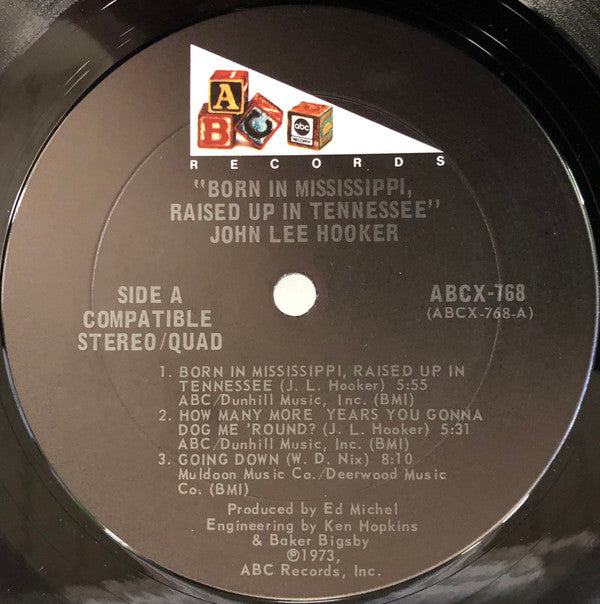 A
B C abc
RECORDS
RECORDS
"BORN IN MISSISSIPPI,
RAISED UP IN TENNESSEE"
JOHN LEE HOOKER
SIDE A
COMPATIBLE
STEREO/QUAD
ABCX-768
(ABCX-768-A)
1. BORN IN MISSISSIPPI, RAISED UP IN
TENNESSEE (J. L. Hooker) 5:55
ABC/Dunhill Music, Inc. (BMI)
2. HOW MANY MORE YEARS YOU GONNA
DOG ME 'ROUND? (J. L. Hooker) 5:31
ABC/Dunhill Music, Inc. (BMI)
3. GOING DOWN (W. D. Nix) 8:10
Muldoon Music Co./Deerwood Music
Co. (BMI)
Produced by Ed Michel
Engineering by Ken Hopkins
& Baker Bigsby
℗1973,
ABC Records, Inc.